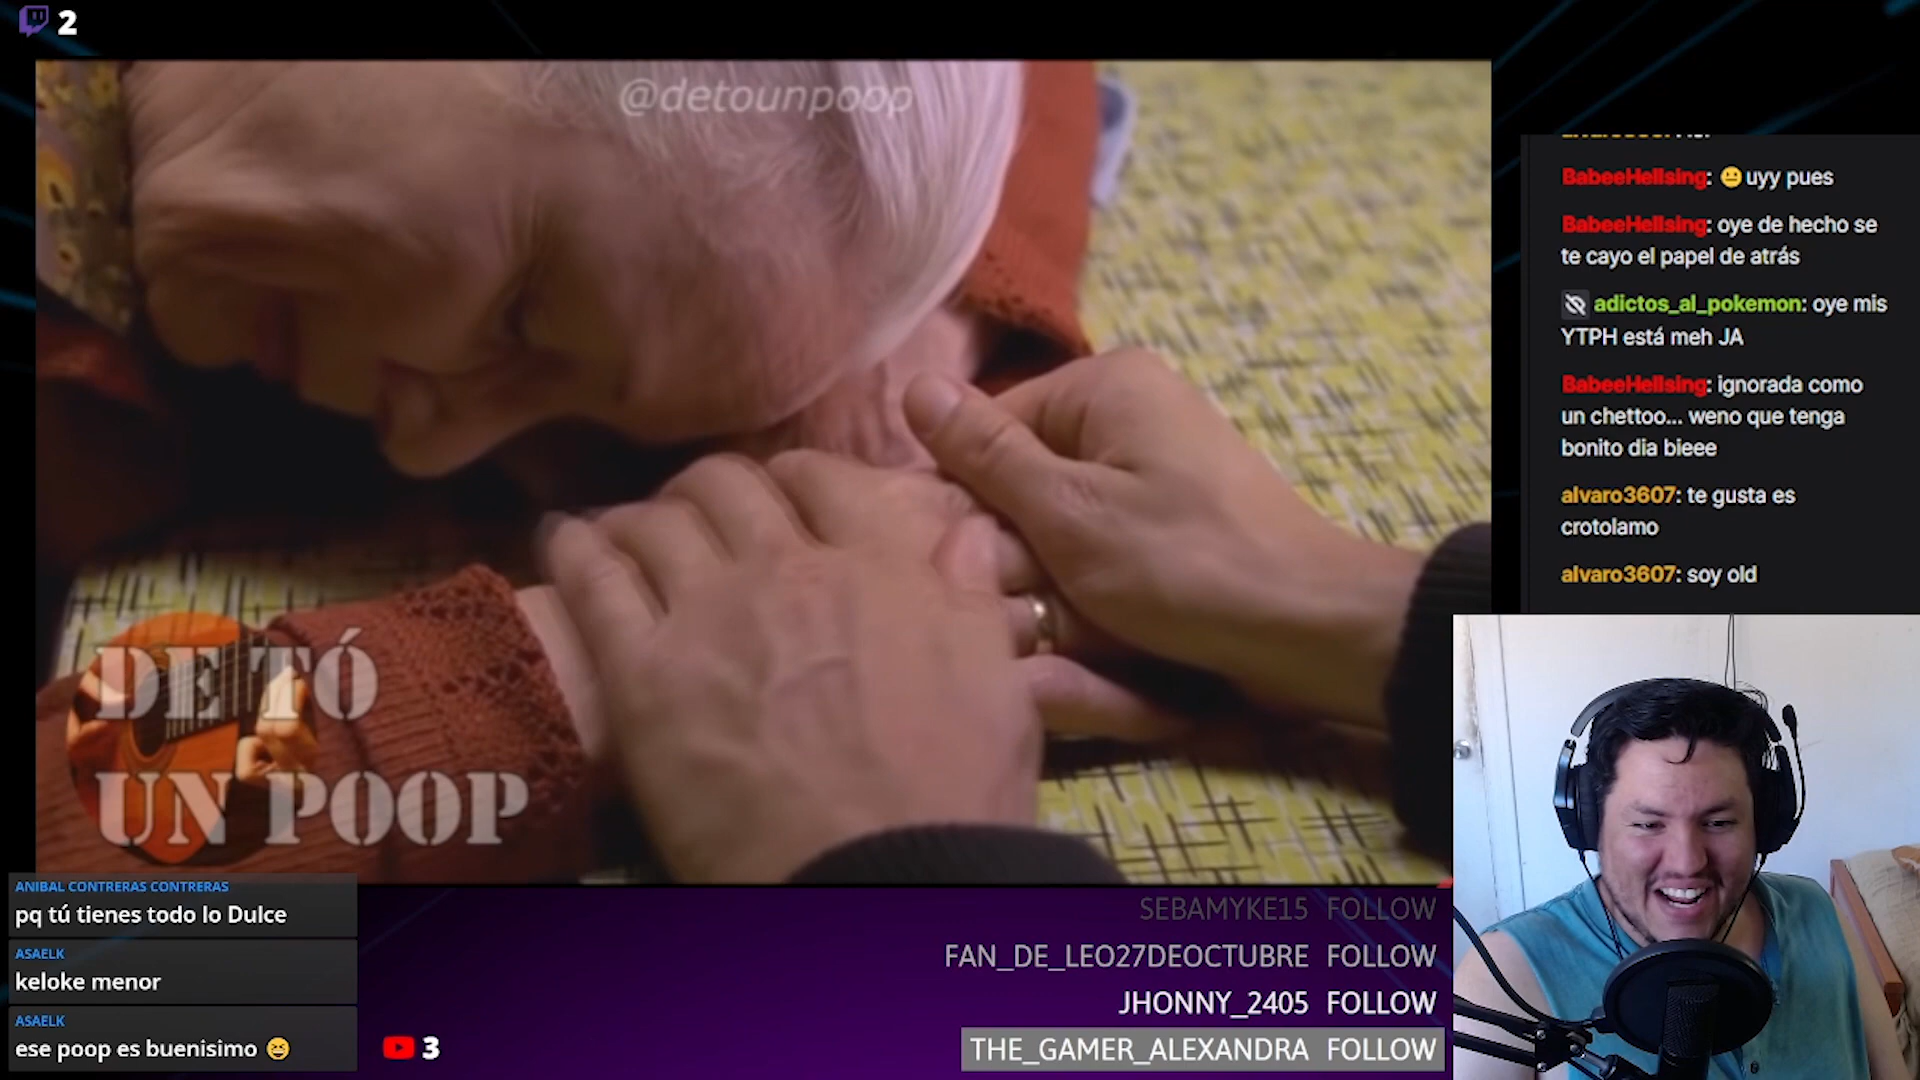 2
@detounpoop
BabeeHellsing: 😐 uyy pues
BabeeHellsing: oye de hecho se
te cayo el papel de atrás
adictos_al_pokemon: oye mis
YTPH está meh JA
BabeeHellsing: ignorada como
un chettoo... weno que tenga
bonito dia bieee
alvaro3607: te gusta es
crotolamo
alvaro3607: soy old
DE TÓ
UN POOP
ANIBAL CONTRERAS CONTRERAS
pq tú tienes todo lo Dulce
ASAELK
keloke menor
ASAELK
ese poop es buenisimo 😆
3
SEBAMYKE15 FOLLOW
FAN_DE_LEO27DEOCTUBRE FOLLOW
JHONNY_2405 FOLLOW
THE_GAMER_ALEXANDRA FOLLOW